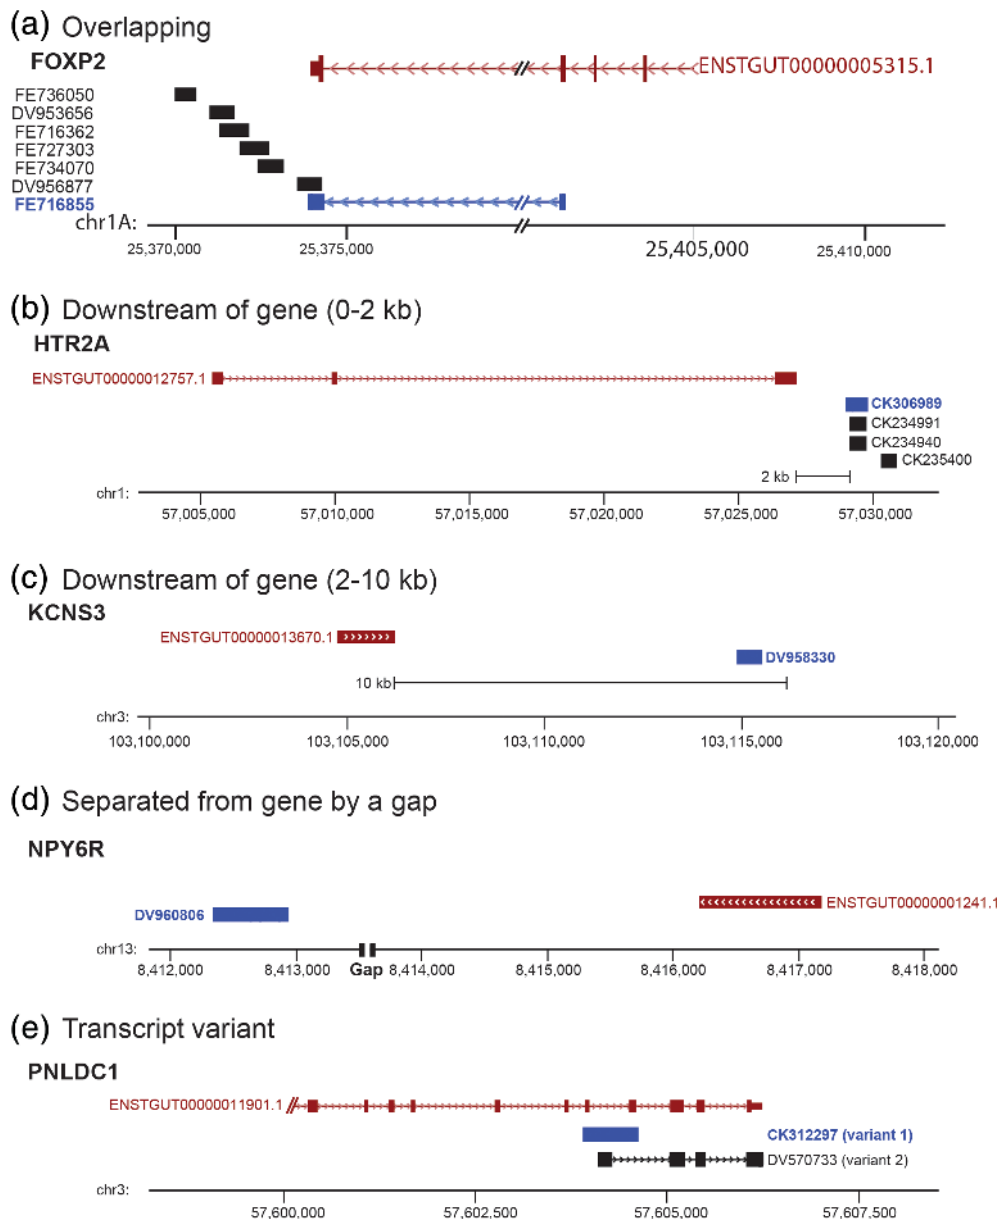 (a) Overlapping
FOXP2
ENSTGUT00000005315.1
FE736050
DV953656
FE716362
FE727303
FE734070
DV956877
FE716855
chr1A:
25,370,000 25,375,000 25,405,000 25,410,000
(b) Downstream of gene (0-2 kb)
HTR2A
ENSTGUT00000012757.1
CK306989
CK234991
CK234940
CK235400
2 kb
chr1:
57,005,000 57,010,000 57,015,000 57,020,000 57,025,000 57,030,000
(c) Downstream of gene (2-10 kb)
KCNS3
ENSTGUT00000013670.1
DV958330
10 kb
chr3:
103,100,000 103,105,000 103,110,000 103,115,000 103,120,000
(d) Separated from gene by a gap
NPY6R
DV960806
ENSTGUT00000001241.1
chr13:
8,412,000 8,413,000 Gap 8,414,000 8,415,000 8,416,000 8,417,000 8,418,000
(e) Transcript variant
PNLDC1
ENSTGUT00000011901.1
CK312297 (variant 1)
DV570733 (variant 2)
chr3:
57,600,000 57,602,500 57,605,000 57,607,500